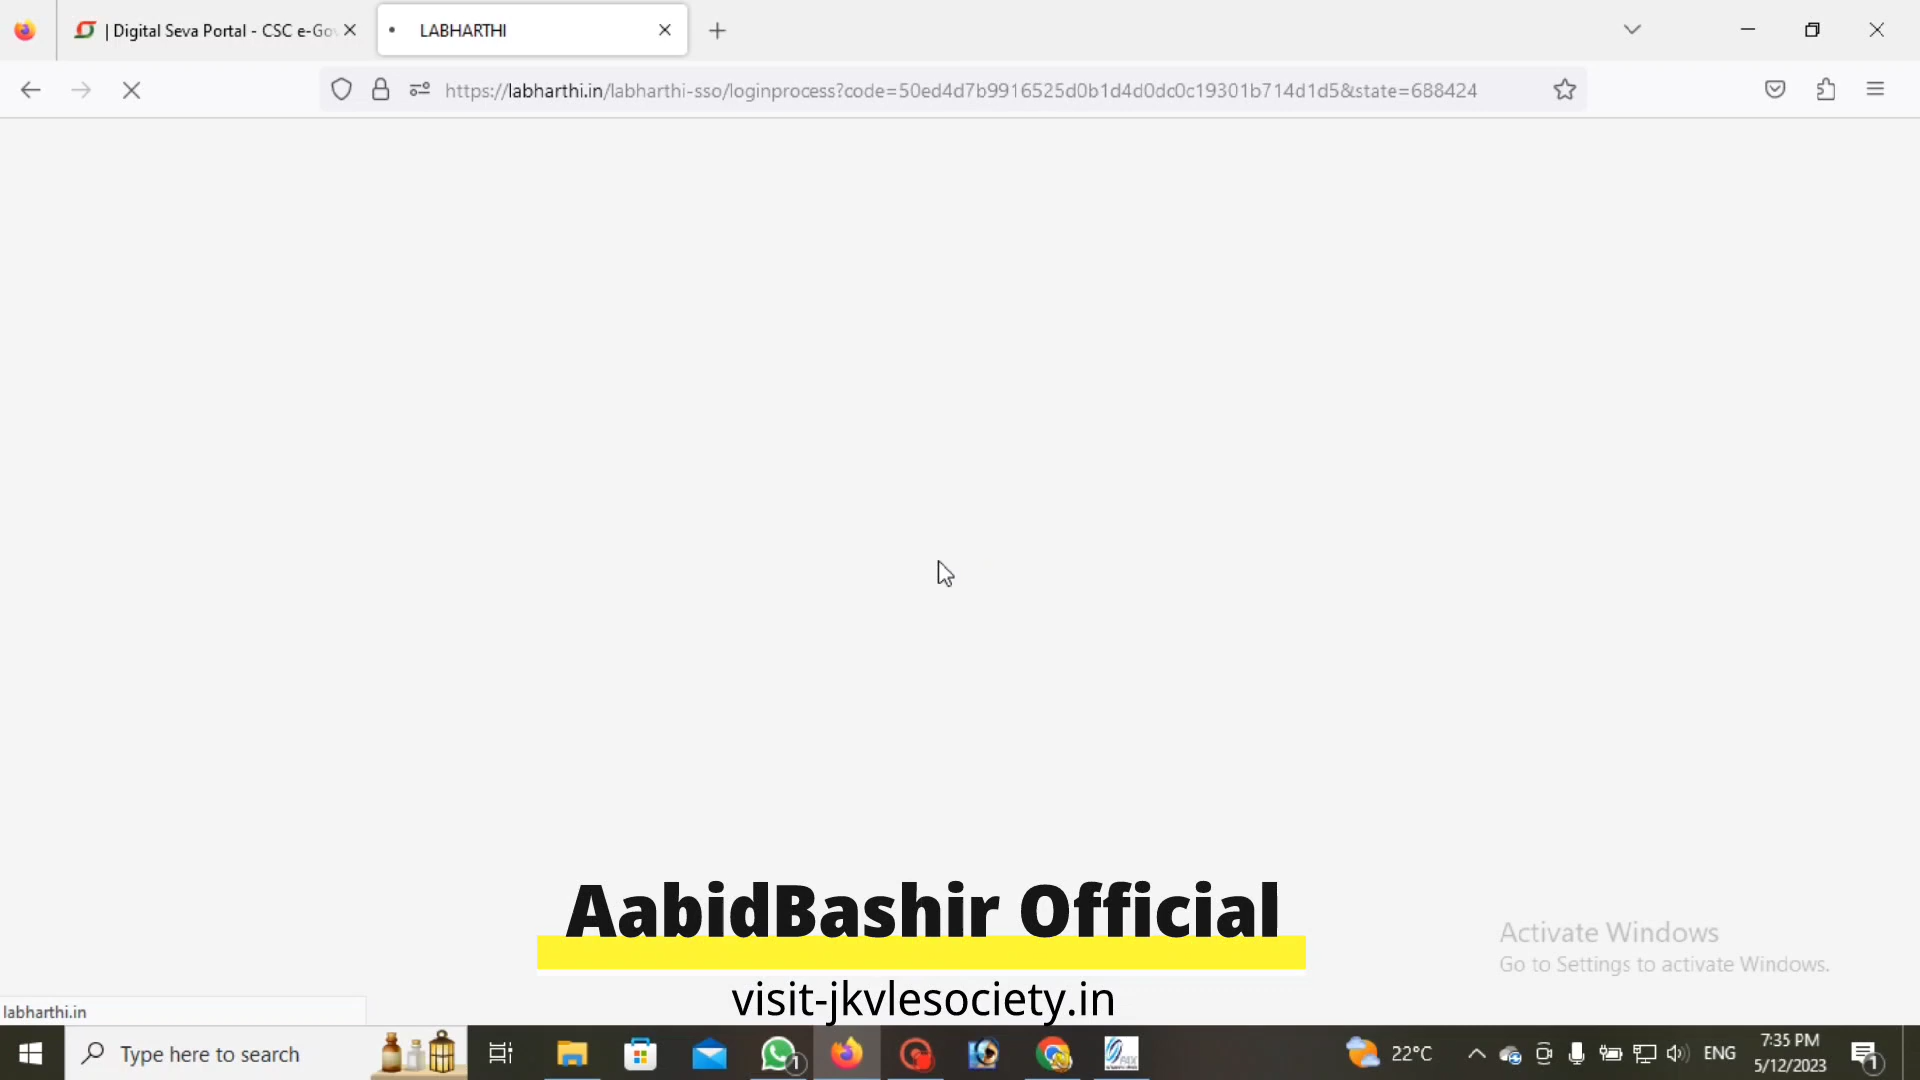 | Digital Seva Portal - CSC e-Go
LABHARTHI
https://labharthi.in/labharthi-sso/loginprocess?code=50ed4d7b9916525d0b1d4d0dc0c19301b714d1d5&state=688424
AabidBashir Official
visit-jkvlesociety.in
Activate Windows
Go to Settings to activate Windows.
labharthi.in
Type here to search
1
22°C
ENG
7:35 PM
5/12/2023
1